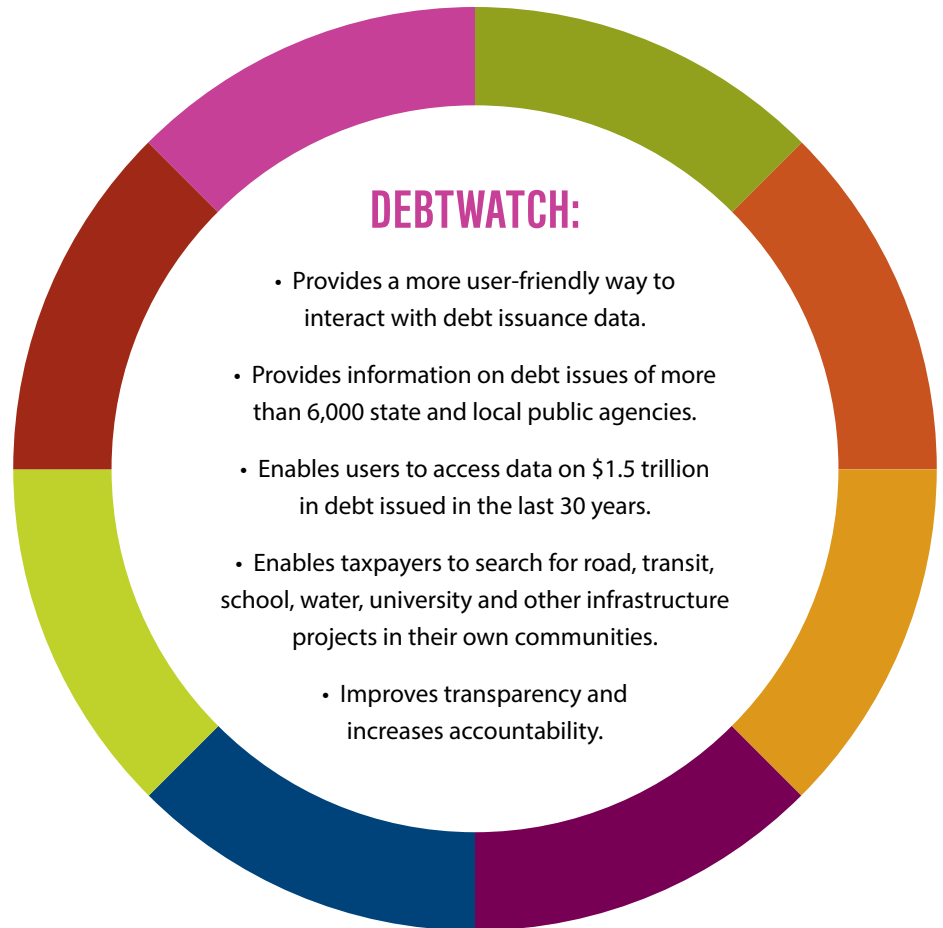 DEBTWATCH:
• Provides a more user-friendly way to
interact with debt issuance data.
• Provides information on debt issues of more
than 6,000 state and local public agencies.
• Enables users to access data on $1.5 trillion
in debt issued in the last 30 years.
• Enables taxpayers to search for road, transit,
school, water, university and other infrastructure
projects in their own communities.
• Improves transparency and
increases accountability.